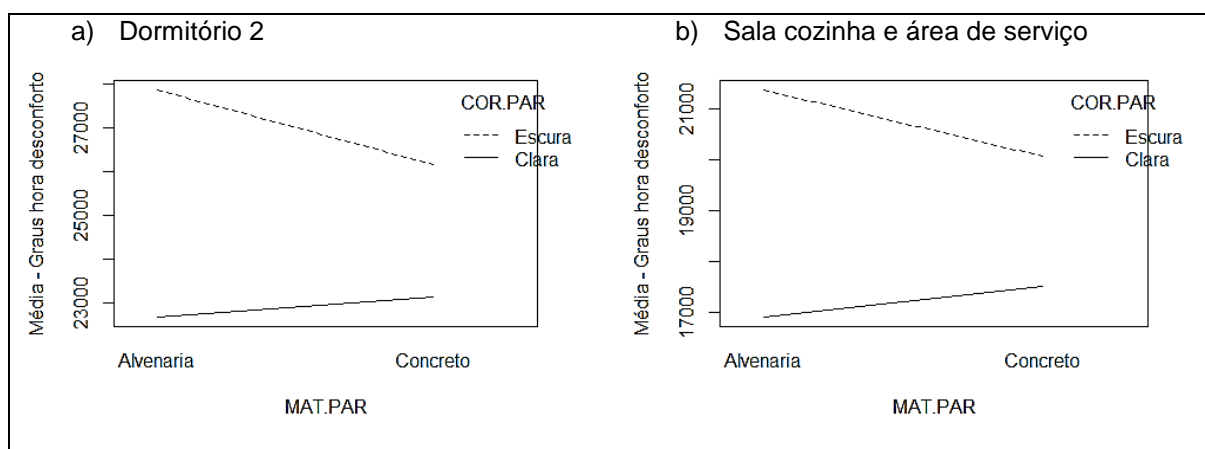 a) Dormitório 2
Média - Graus hora desconforto
27000
25000
23000
COR.PAR
Escura
Clara
Alvenaria
Concreto
MAT.PAR
b) Sala cozinha e área de serviço
Média - Graus hora desconforto
21000
19000
17000
COR.PAR
Escura
Clara
Alvenaria
Concreto
MAT.PAR